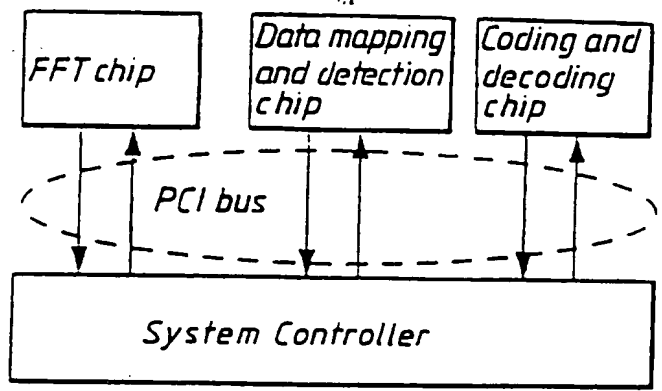 FFT chip
Data mapping
and detection
chip
Coding and
decoding
chip
PCI bus
System Controller